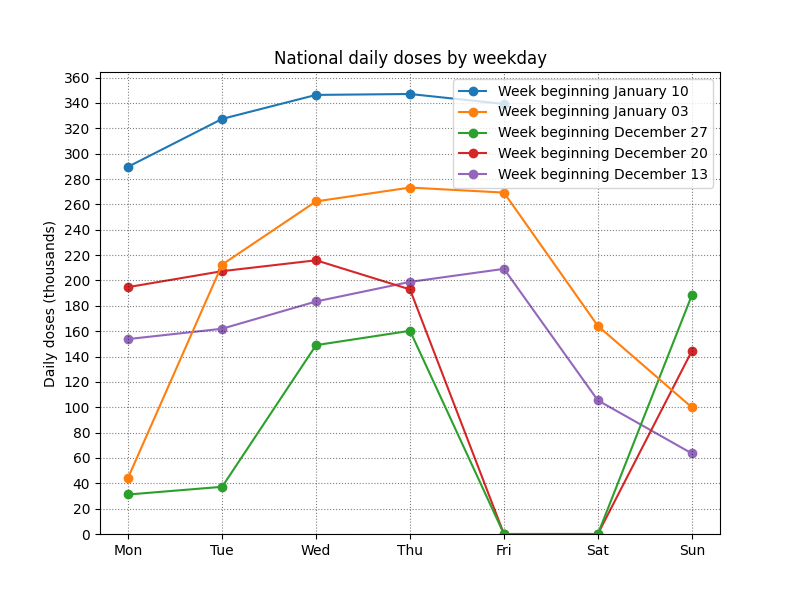 National daily doses by weekday
360
340
320
300
280
260
240
220
200
180
160
140
120
100
80
60
40
20
0
Daily doses (thousands)
Week beginning January 10
Week beginning January 03
Week beginning December 27
Week beginning December 20
Week beginning December 13
Mon Tue Wed Thu Fri Sat Sun